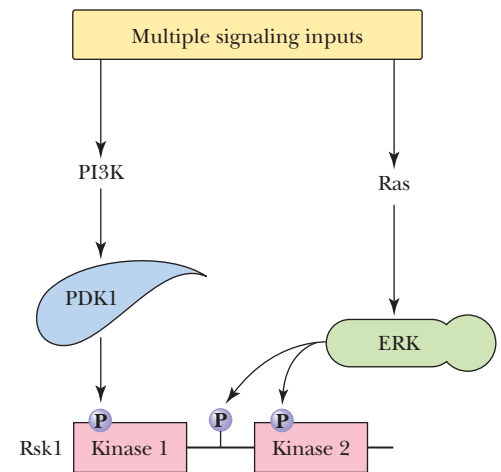 Multiple signaling inputs
PI3K
Ras
PDK1
ERK
P
P
P
Rsk1
Kinase 1
Kinase 2